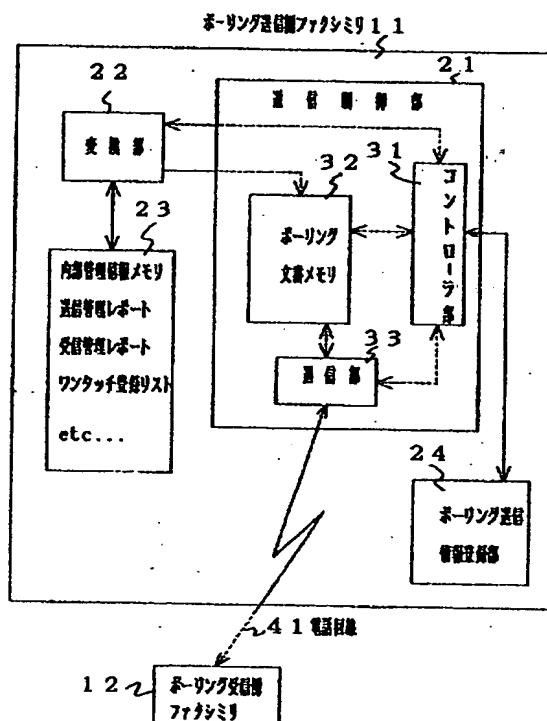 ポーリング送信側ファクシミリ11
22
21
通信制御部
変換部
31
コントローラ部
32
ポーリング
文書メモリ
23
内部管理情報メモリ
送信管理レポート
受信管理レポート
ワンタッチ登録リスト
etc...
33
通信部
24
ポーリング送信
情報登録部
41電話回線
12
ポーリング受信側
ファクシミリ